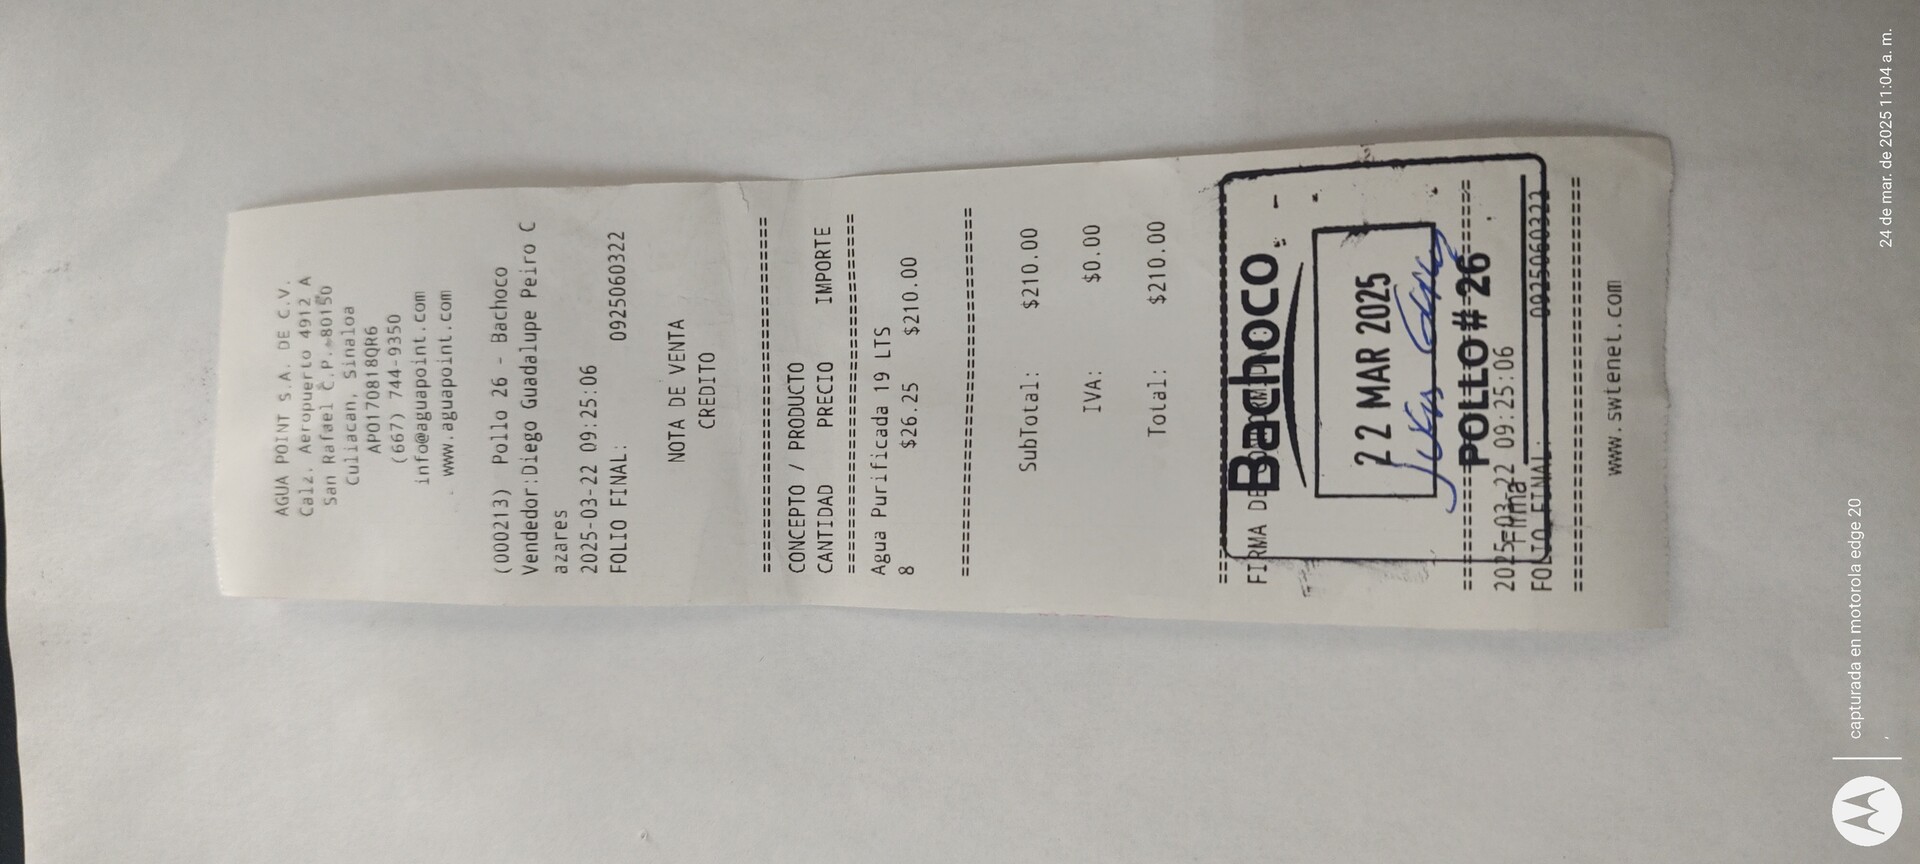 AGUA POINT S.A. DE C.V.
Calz. Aeropuerto 4912 A
San Rafael C.P. 80150
Culiacan, Sinaloa
APO170818QR6
(667) 744-9350
info@aguapoint.com
www.aguapoint.com
(000213) Pollo 26 - Bachoco
Vendedor:Diego Guadalupe Peiro C
azares
2025-03-22 09:25:06
FOLIO FINAL: 0925060322
NOTA DE VENTA
CREDITO
================================
CONCEPTO / PRODUCTO
CANTIDAD PRECIO IMPORTE
================================
Agua Purificada 19 LTS
8 $26.25 $210.00
================================
SubTotal: $210.00
IVA: $0.00
Total: $210.00
================================
FIRMA DE
Bachoco
22 MAR 2025
POLLO # 26
================================
2025-03-22 09:25:06
Firma
FOLIO FINAL: 0925060322
================================
www.swtenet.com
capturada en motorola edge 20
24 de mar. de 2025 11:04 a. m.